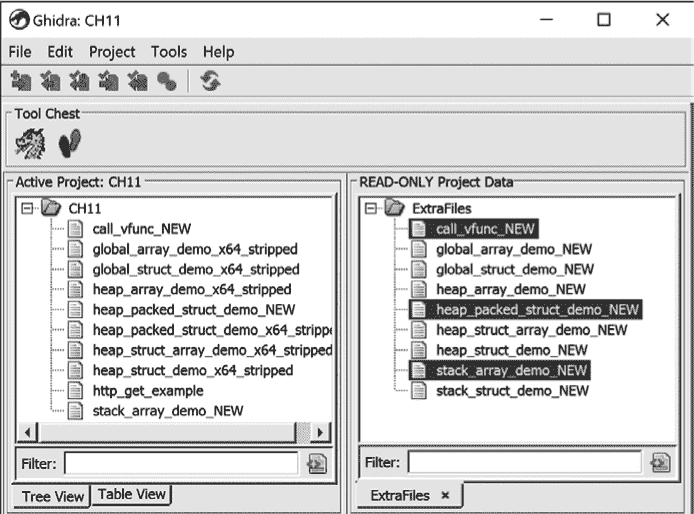 Ghidra: CH11
File Edit Project Tools Help
Tool Chest
Active Project: CH11
CH11
call_vfunc_NEW
global_array_demo_x64_stripped
global_struct_demo_x64_stripped
heap_array_demo_x64_stripped
heap_packed_struct_demo_NEW
heap_packed_struct_demo_x64_strippe
heap_struct_array_demo_x64_stripped
heap_struct_demo_x64_stripped
http_get_example
stack_array_demo_NEW
Filter:
Tree View Table View
READ-ONLY Project Data
ExtraFiles
call_vfunc_NEW
global_array_demo_NEW
global_struct_demo_NEW
heap_array_demo_NEW
heap_packed_struct_demo_NEW
heap_struct_array_demo_NEW
heap_struct_demo_NEW
stack_array_demo_NEW
stack_struct_demo_NEW
Filter:
ExtraFiles